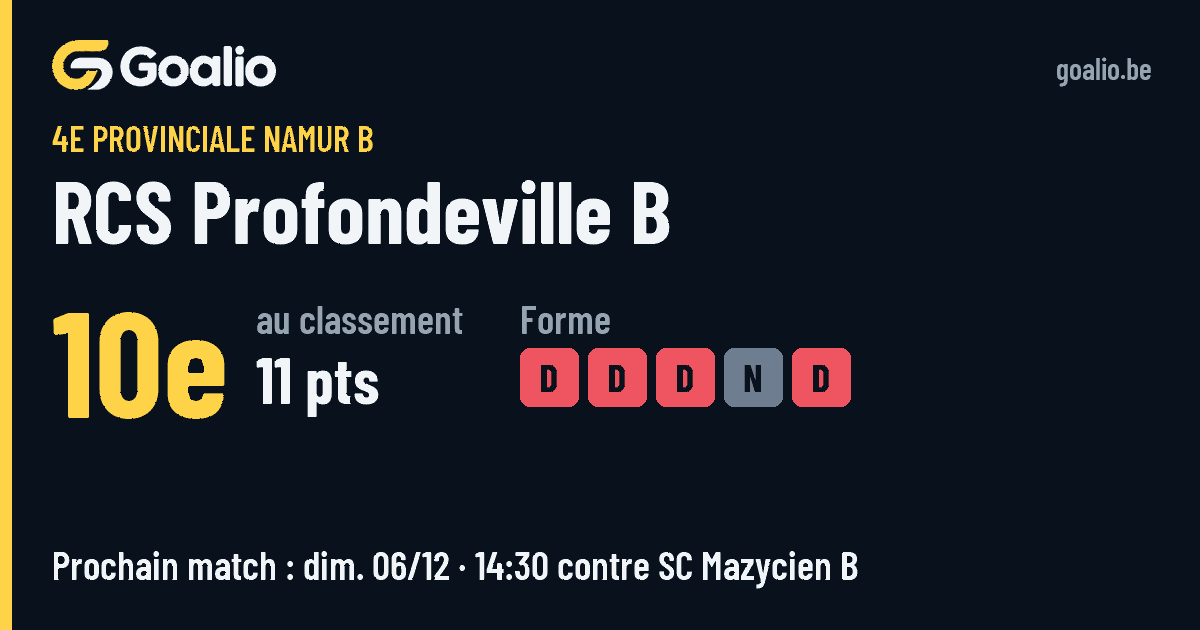 Goalio
goalio.be
4E PROVINCIALE NAMUR B
RCS Profondeville B
10e
au classement
11 pts
Forme
D D D N D
Prochain match : dim. 06/12 · 14:30 contre SC Mazycien B